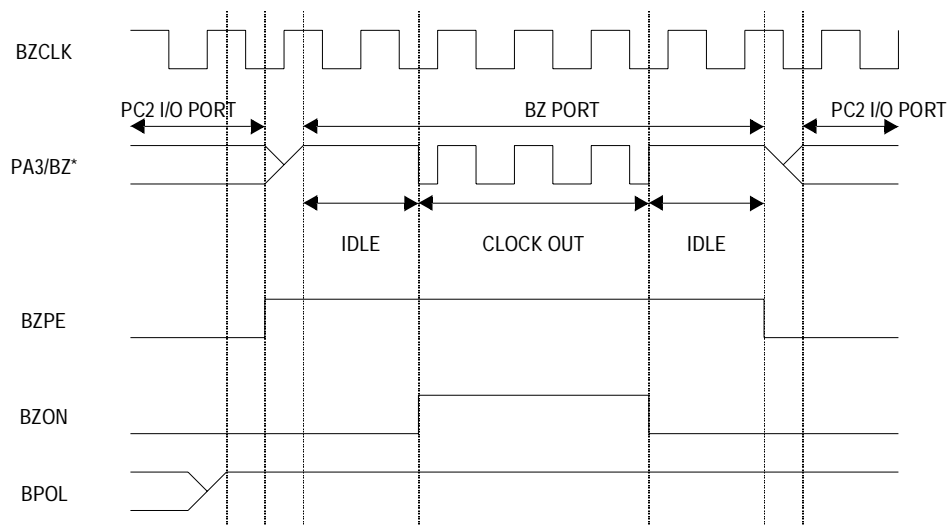 BZCLK
PC2 I/O PORT
BZ PORT
PC2 I/O PORT
PA3/BZ*
IDLE
CLOCK OUT
IDLE
BZPE
BZON
BPOL